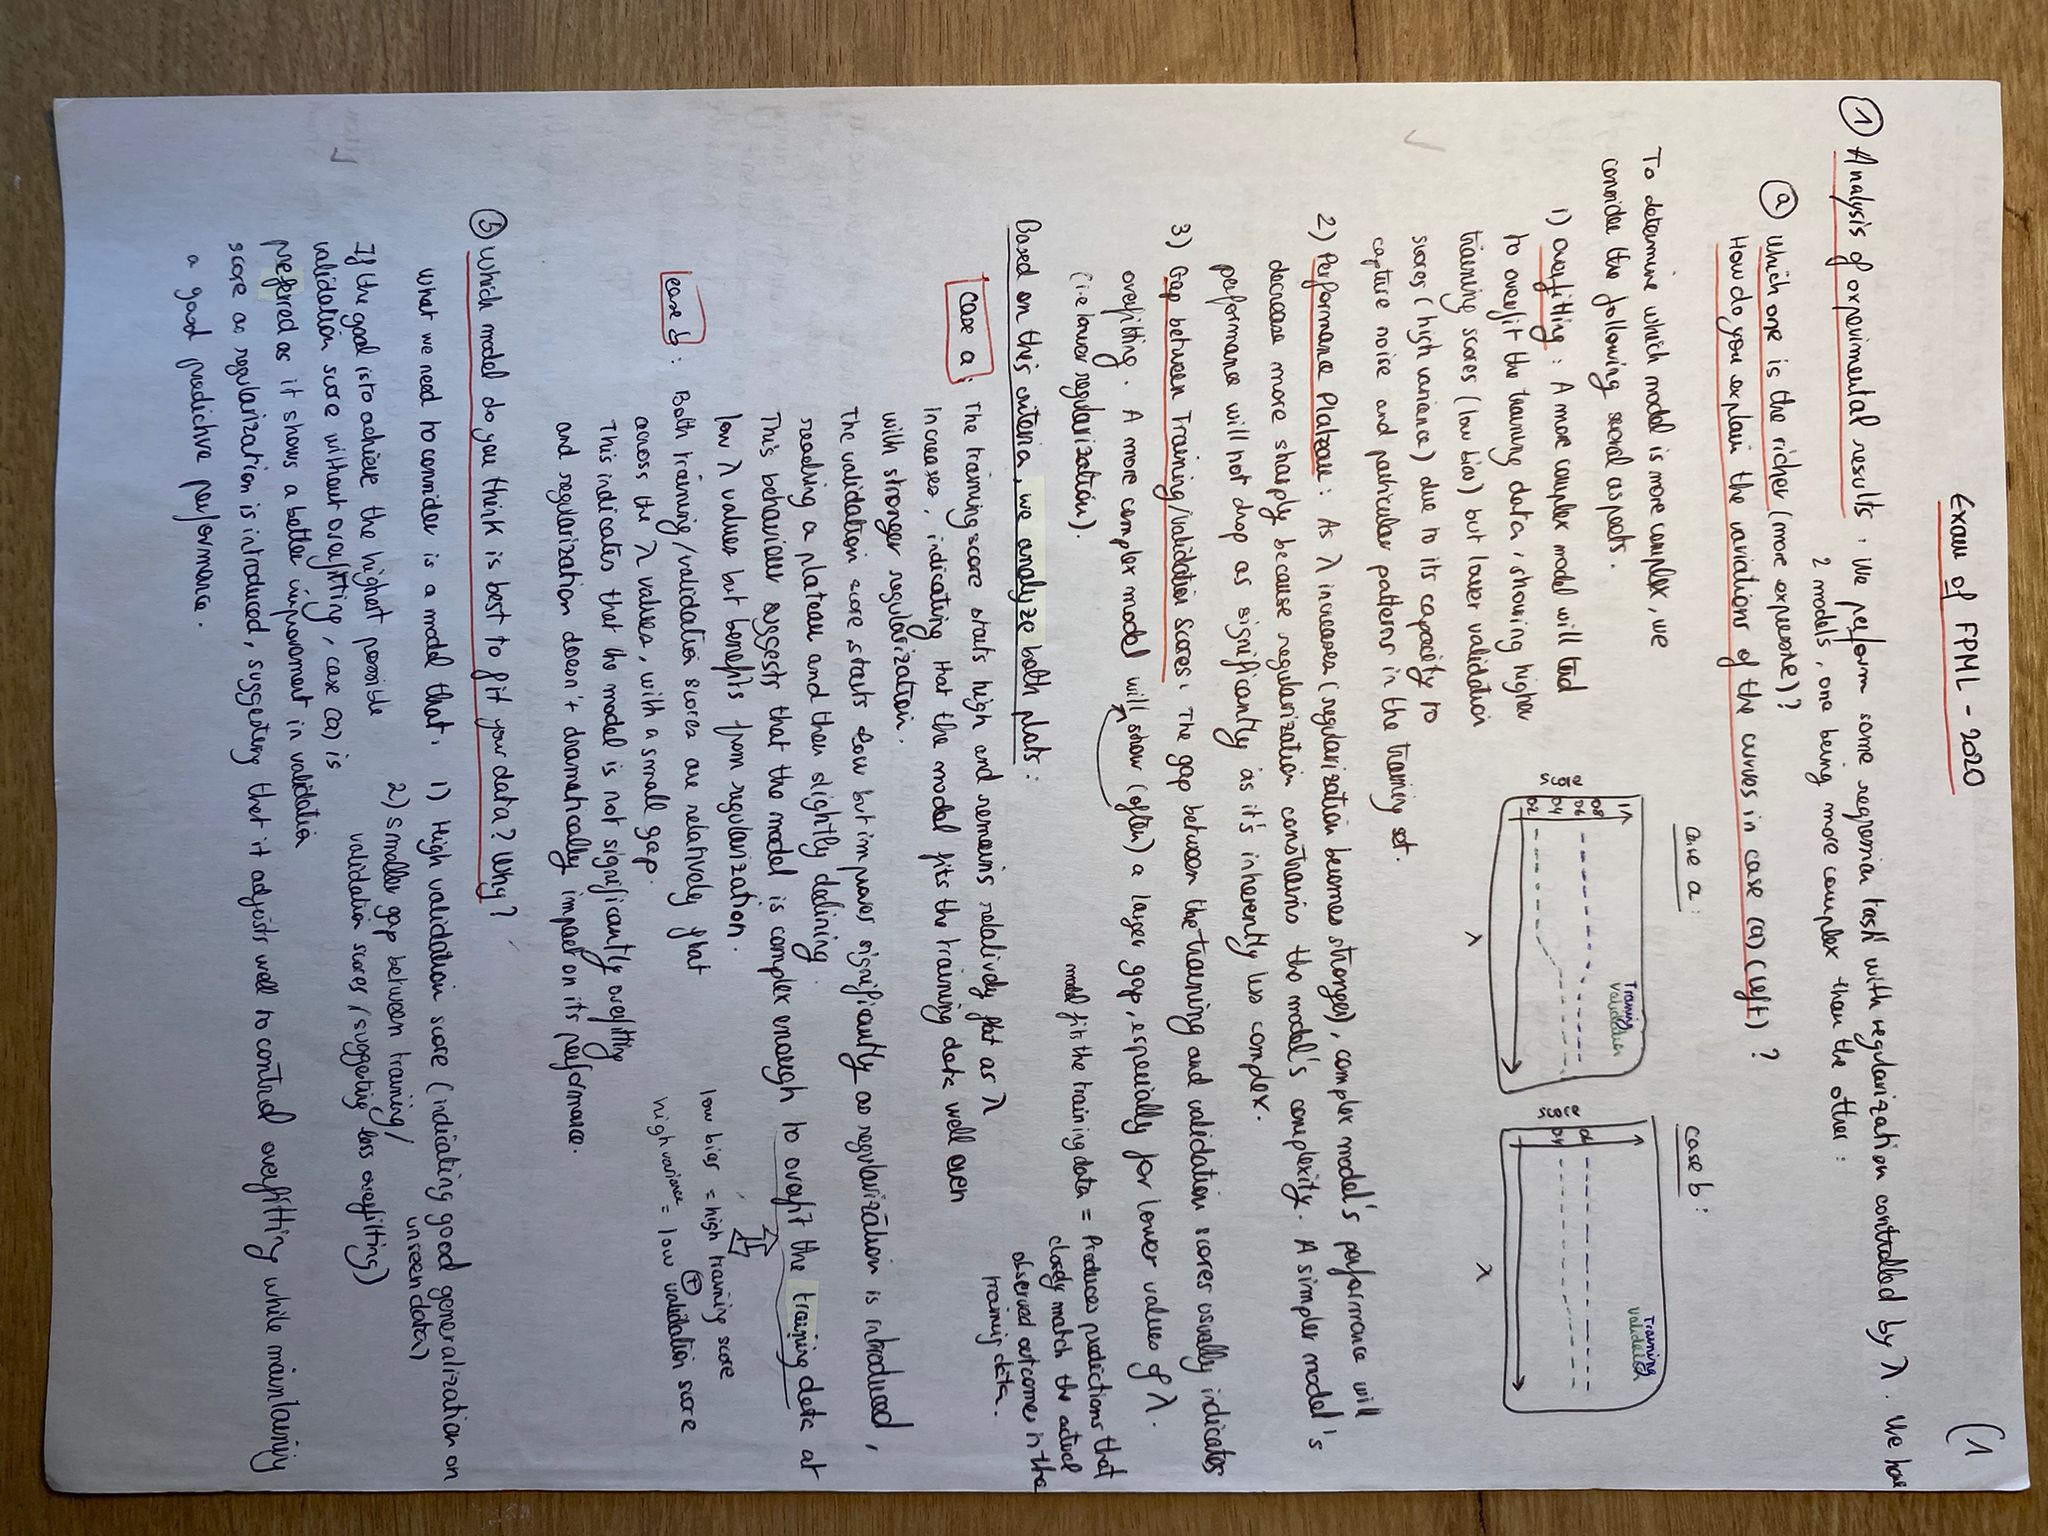 Exam of FPML - 2020
(1
① Analysis of experimental results : We perform some regression task with regularization controlled by λ. We have
2 models, one being more complex than the other :
ⓐ Which one is the richer (more expressive)?
How do you explain the variations of the curves in case (a) (left) ?
Case a :
case b :
To determine which model is more complex, we
consider the following several aspects.
Training
Validation
1
0.8
0.6
0.4
0.2
score
λ
Training
Validation
0.6
0.4
score
λ
1) Overfitting : A more complex model will tend
to overfit the training data, showing higher
training scores (low bias) but lower validation
scores (high variance) due to its capacity to
capture noise and particular patterns in the training set.
2) Performance Plateau : As λ increases (regularization becomes stronger), complex model's performance will
decrease more sharply because regularization constrains the model's complexity. A simpler model's
performance will not drop as significantly as it's inherently less complex.
3) Gap between Training/Validation Scores : The gap between the training and validation scores usually indicates
overfitting. A more complex model will show (often) a larger gap, especially for lower values of λ.
(i.e lower regularization).
model fits the training data = Produces predictions that
closely match the actual
observed outcomes in the
training data.
Based on this criteria, we analyze both plots :
Case a : The training score starts high and remains relatively flat as λ
increases, indicating that the model fits the training data well even
with stronger regularization.
The validation score starts low but improves significantly as regularization is introduced,
reaching a plateau and then slightly declining.
This behaviour suggests that the model is complex enough to overfit the training data at
low λ values but benefits from regularization.
low bias = high training score
+
high variance = low validation score
case b : Both training/validation scores are relatively flat
across the λ values, with a small gap.
This indicates that the model is not significantly overfitting
and regularization doesn't dramatically impact on its performance.
ⓑ Which model do you think is best to fit your data? Why?
What we need to consider is a model that :
1) High validation score (indicating good generalization on
unseen data)
2) smaller gap between training/
validation scores (suggesting less overfitting)
If the goal is to achieve the highest possible
validation score without overfitting, case (a) is
preferred as it shows a better improvement in validation
score as regularization is introduced, suggesting that it adjusts well to control overfitting while maintaining
a good predictive performance.